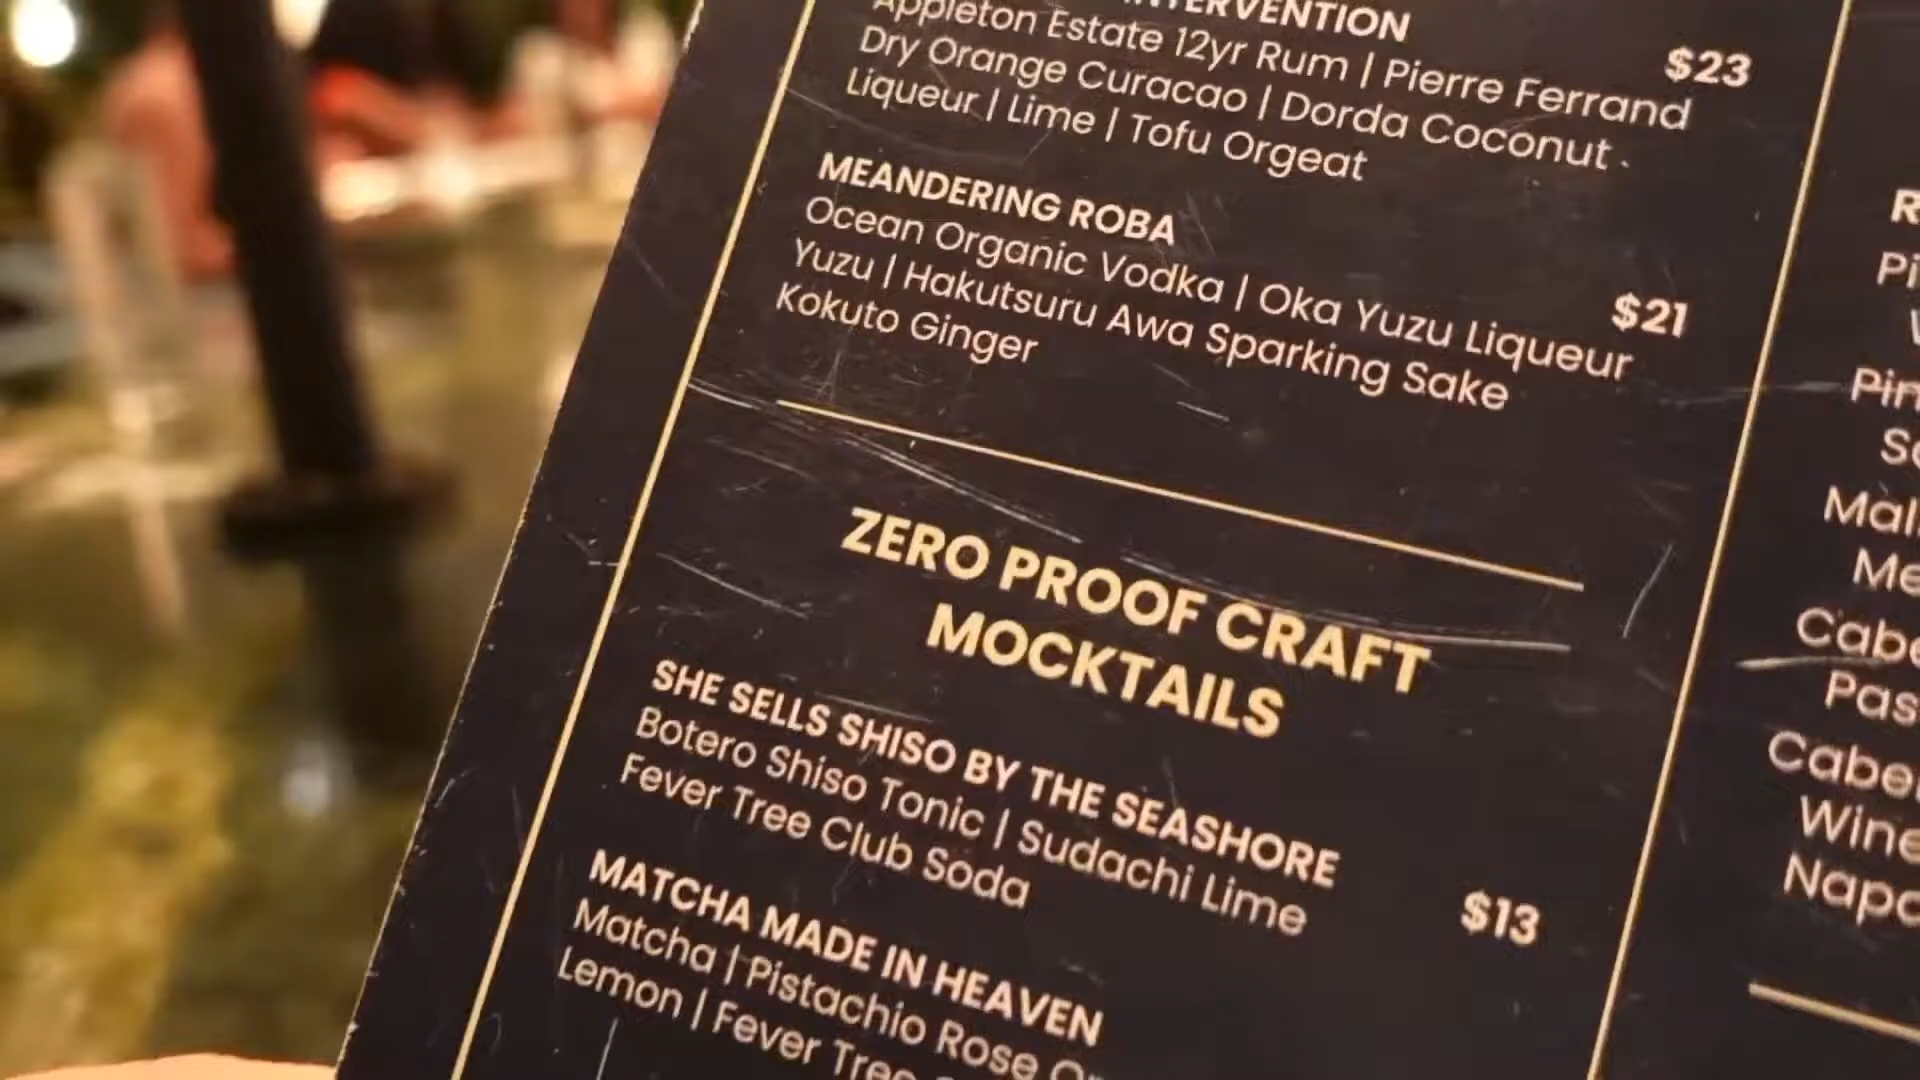 INTERVENTION
Appleton Estate 12yr Rum | Pierre Ferrand
$23
Dry Orange Curacao | Dorda Coconut
Liqueur | Lime | Tofu Orgeat
MEANDERING ROBA
Ocean Organic Vodka | Oka Yuzu Liqueur
$21
Yuzu | Hakutsuru Awa Sparking Sake
Kokuto Ginger
ZERO PROOF CRAFT
MOCKTAILS
SHE SELLS SHISO BY THE SEASHORE
Botero Shiso Tonic | Sudachi Lime
$13
Fever Tree Club Soda
MATCHA MADE IN HEAVEN
Matcha | Pistachio Rose
Lemon | Fever Tree
Wine